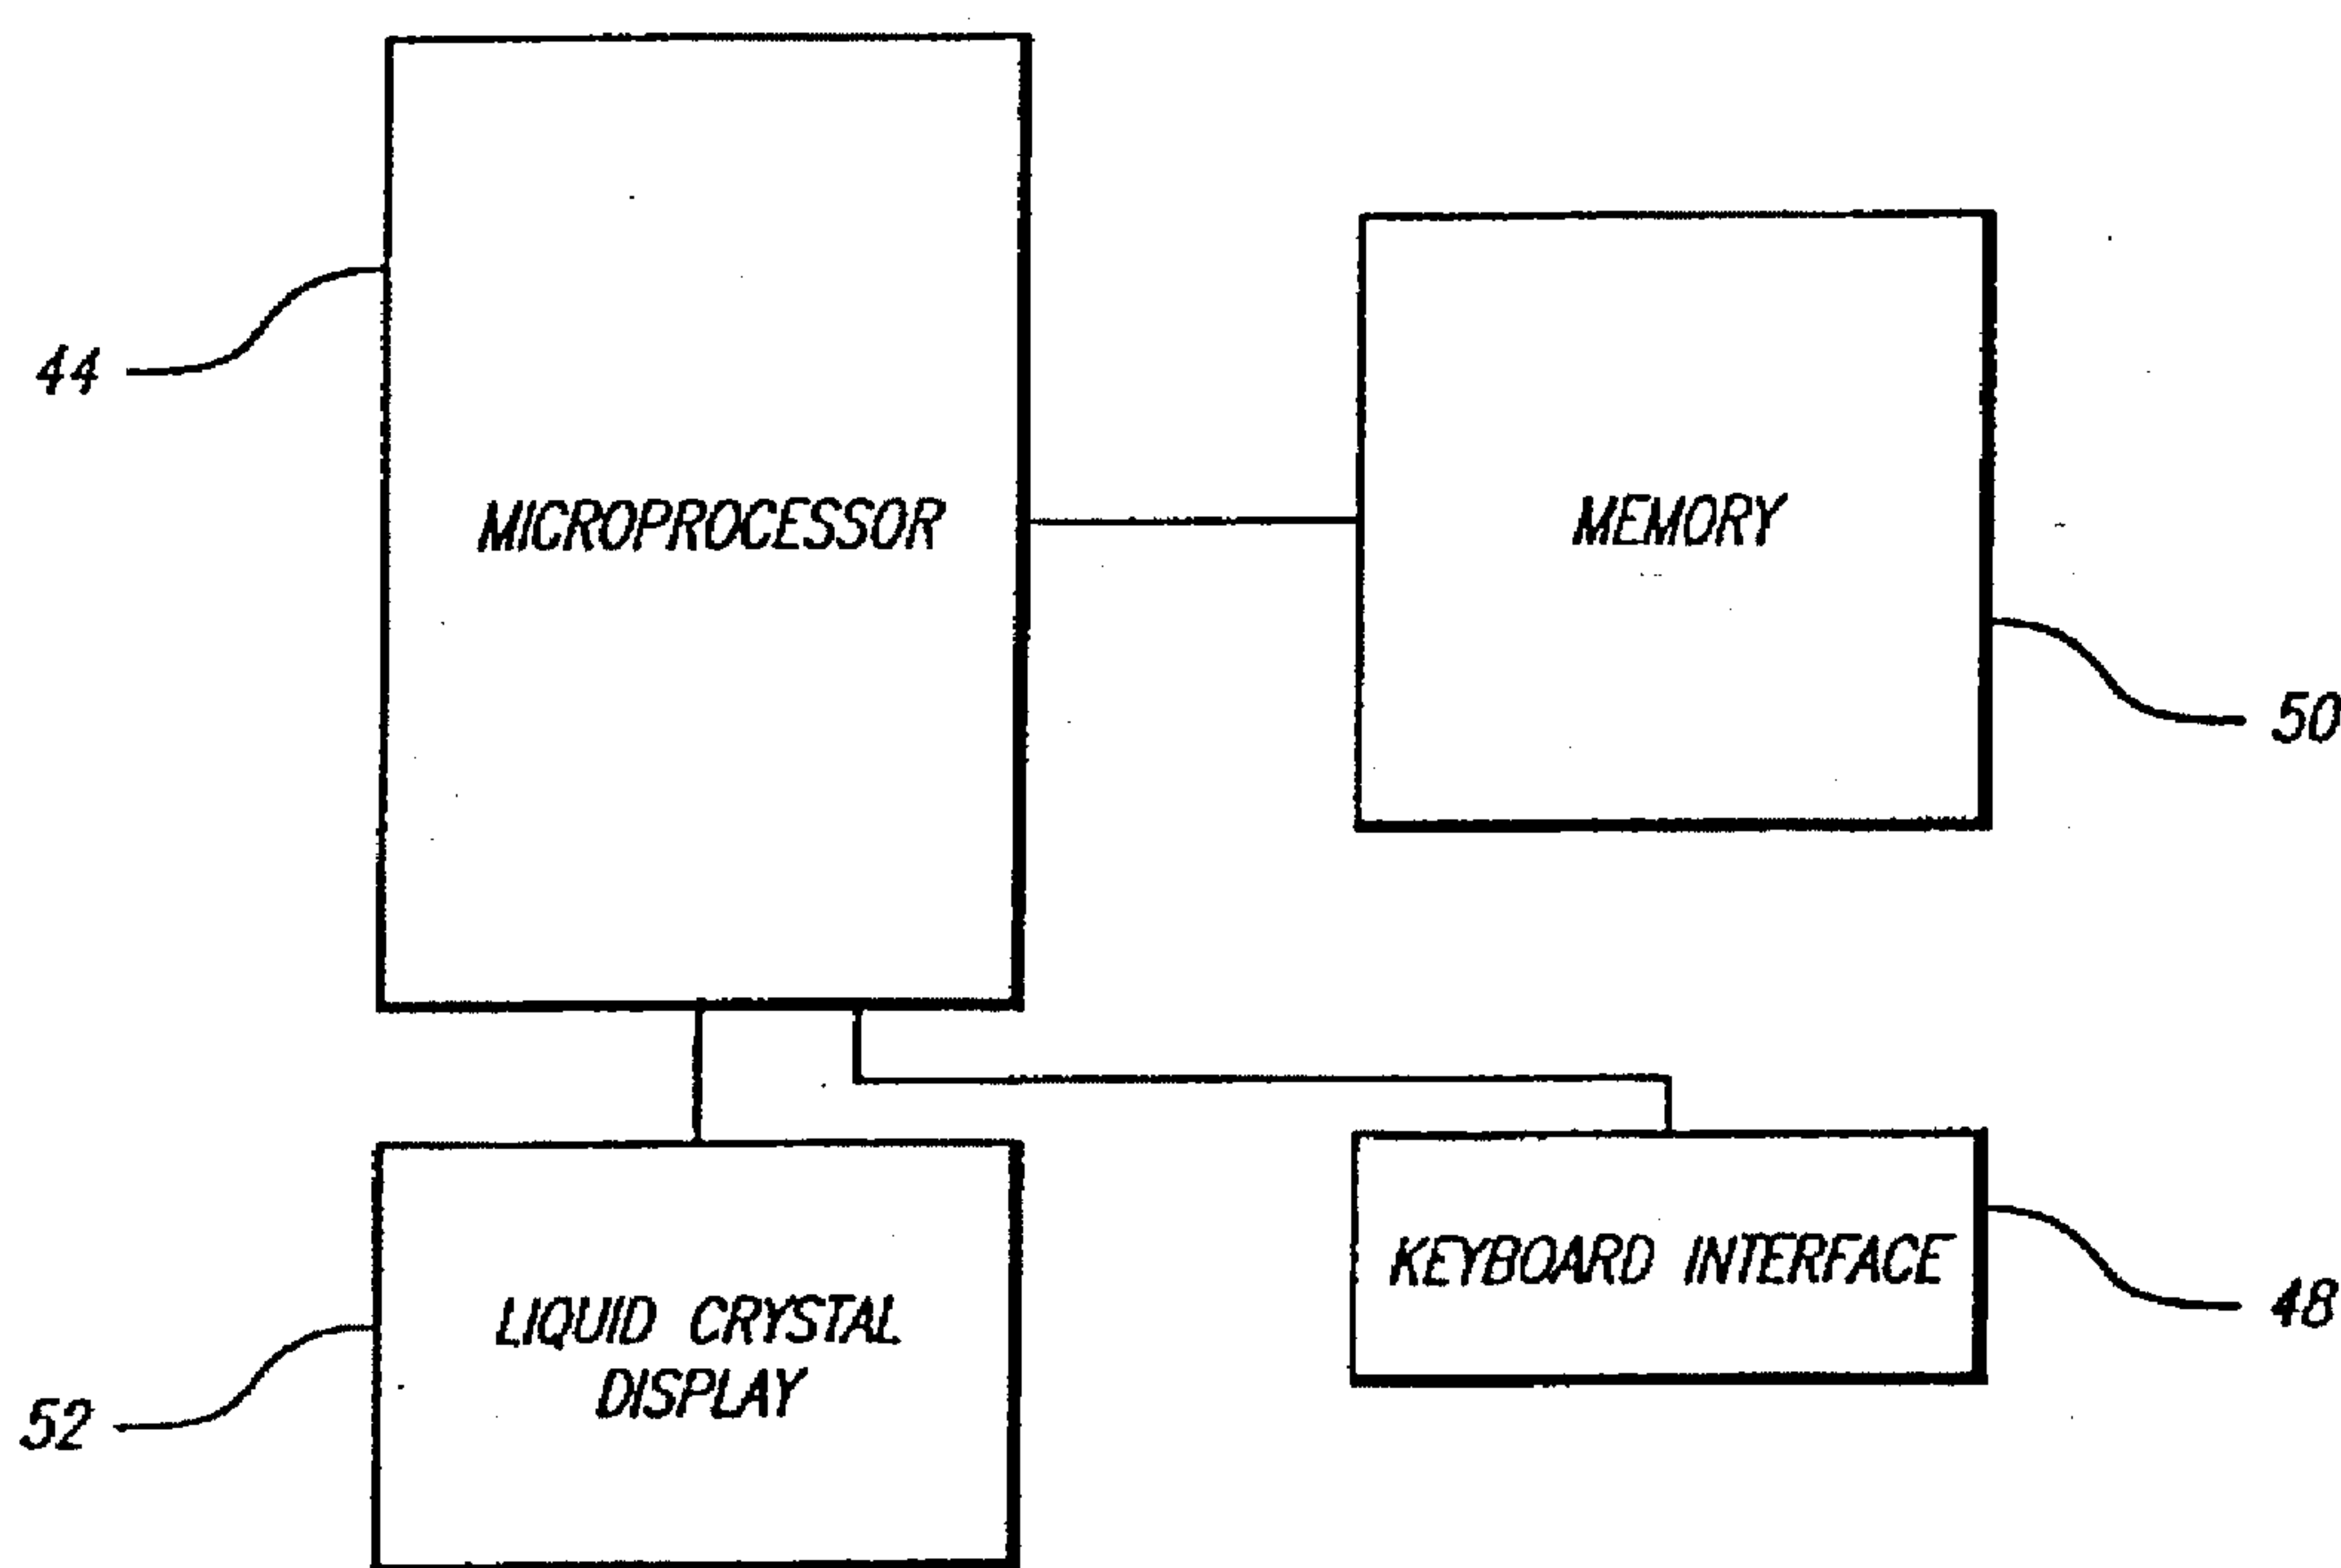 44
MICROPROCESSOR
MEMORY
50
LIQUID CRYSTAL
DISPLAY
52
KEYBOARD INTERFACE
48